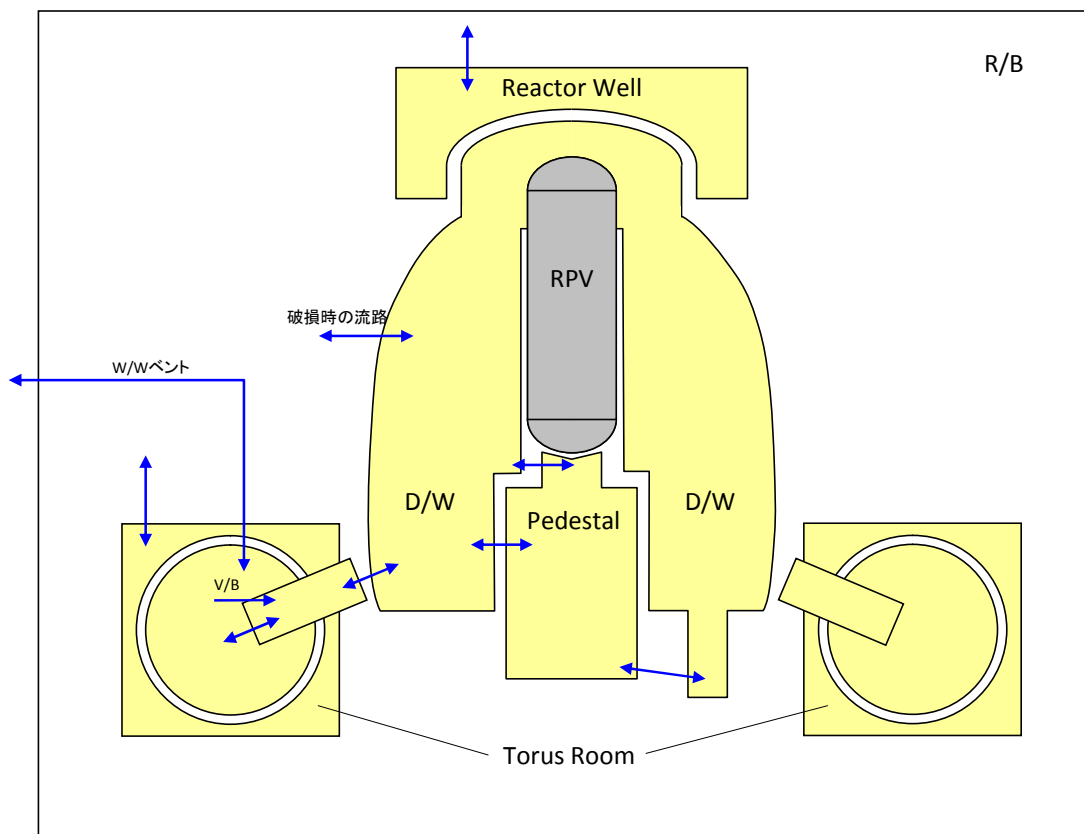 R/B
Reactor Well
RPV
破損時の流路
W/Wベント
D/W
D/W
Pedestal
V/B
Torus Room